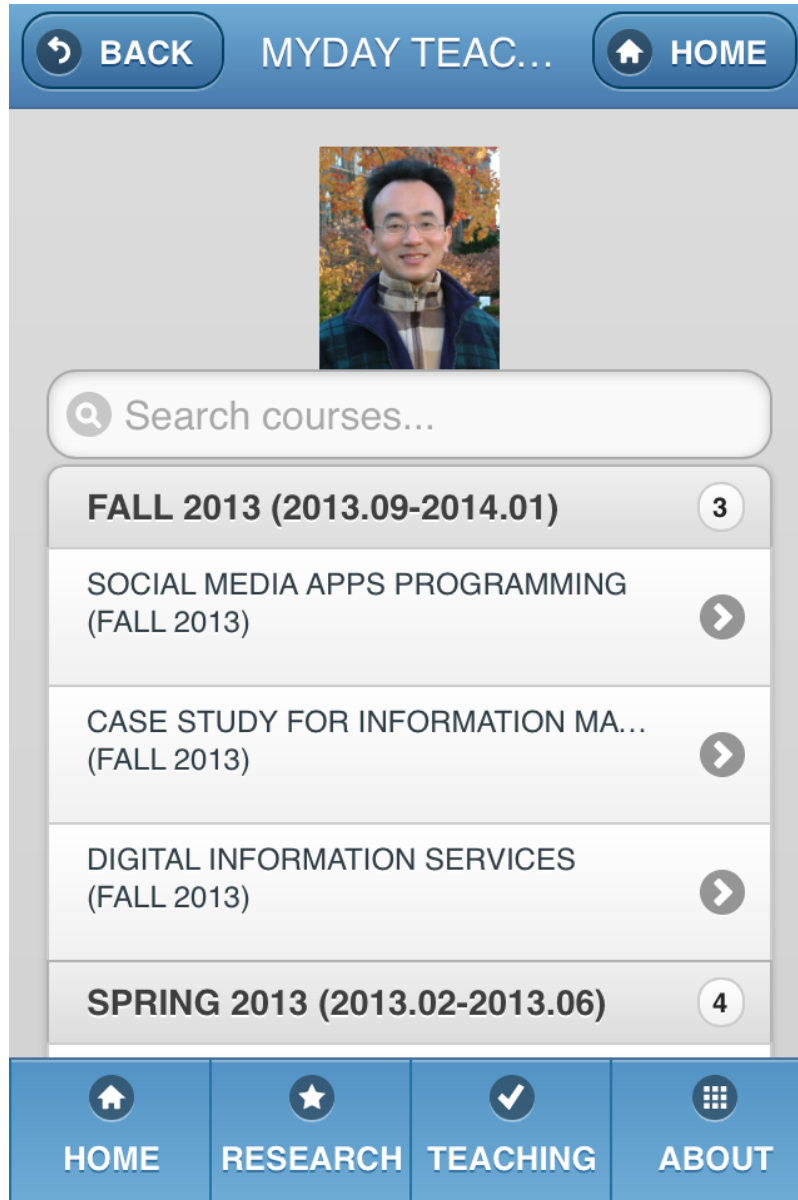 BACK MYDAY TEAC... HOME
Search courses...
FALL 2013 (2013.09-2014.01) 3
SOCIAL MEDIA APPS PROGRAMMING
(FALL 2013)
CASE STUDY FOR INFORMATION MA...
(FALL 2013)
DIGITAL INFORMATION SERVICES
(FALL 2013)
SPRING 2013 (2013.02-2013.06) 4
HOME RESEARCH TEACHING ABOUT